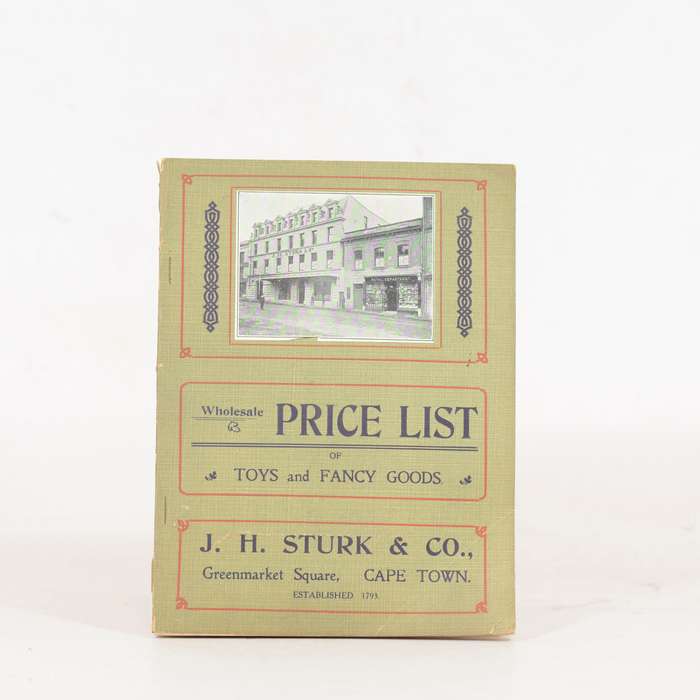 Wholesale PRICE LIST
OF
TOYS and FANCY GOODS.
J. H. STURK & CO.,
Greenmarket Square, CAPE TOWN.
ESTABLISHED 1793.